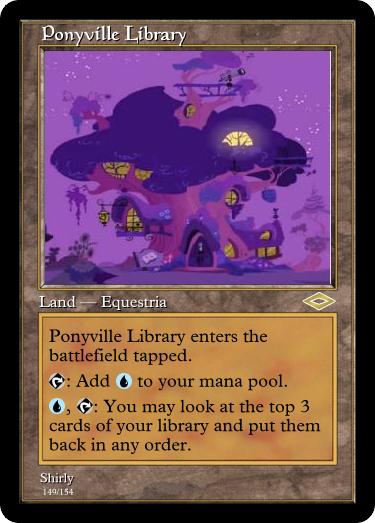 Ponyville Library
Land — Equestria
Ponyville Library enters the
battlefield tapped.
: Add to your mana pool.
, : You may look at the top 3
cards of your library and put them
back in any order.
Shirly
149/154